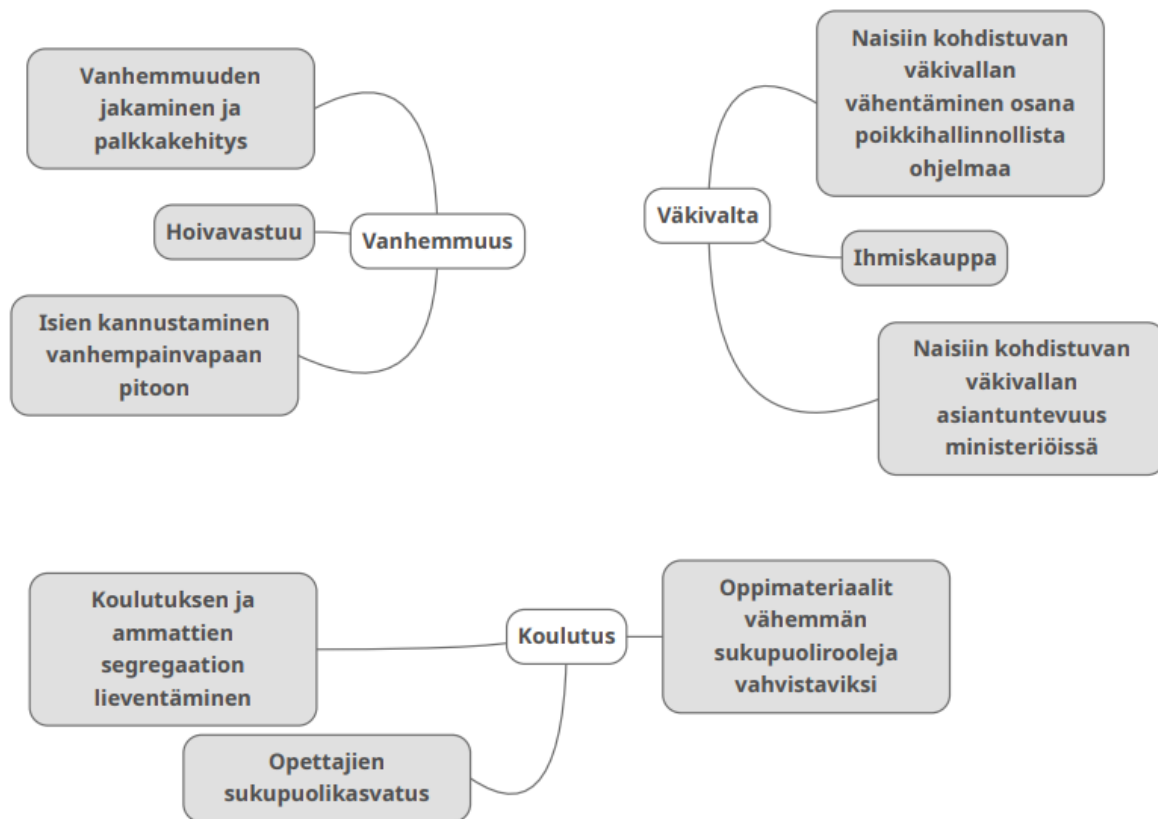 Vanhemmuuden
jakaminen ja
palkkakehitys
Hoivavastuu
Vanhemmuus
Isien kannustaminen
vanhempainvapaan
pitoon
Naisiin kohdistuvan
väkivallan
vähentäminen osana
poikkihallinnollista
ohjelmaa
Väkivalta
Ihmiskauppa
Naisiin kohdistuvan
väkivallan
asiantuntevuus
ministeriöissä
Koulutuksen ja
ammattien
segregaation
lieventäminen
Koulutus
Oppimateriaalit
vähemmän
sukupuolirooleja
vahvistaviksi
Opettajien
sukupuolikasvatus